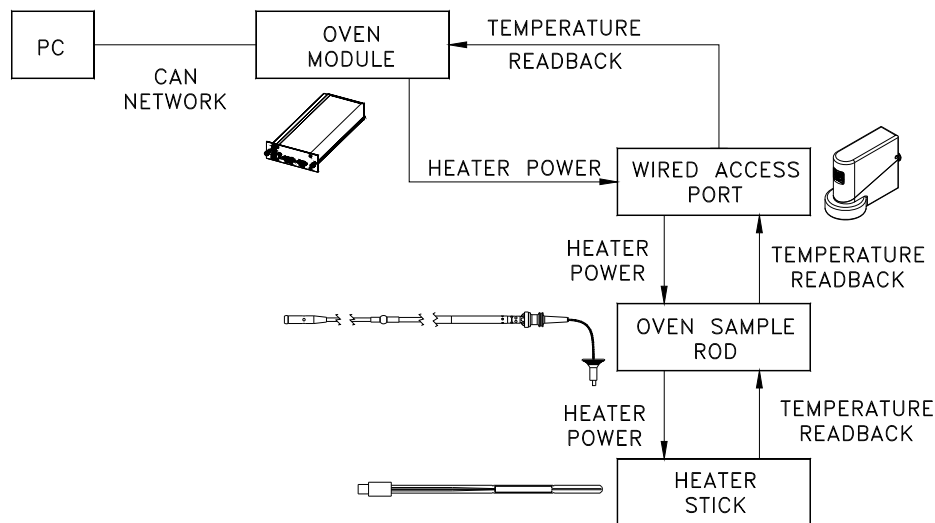 PC
CAN
NETWORK
OVEN
MODULE
TEMPERATURE
READBACK
HEATER POWER
WIRED ACCESS
PORT
HEATER
POWER
TEMPERATURE
READBACK
OVEN SAMPLE
ROD
HEATER
POWER
TEMPERATURE
READBACK
HEATER
STICK